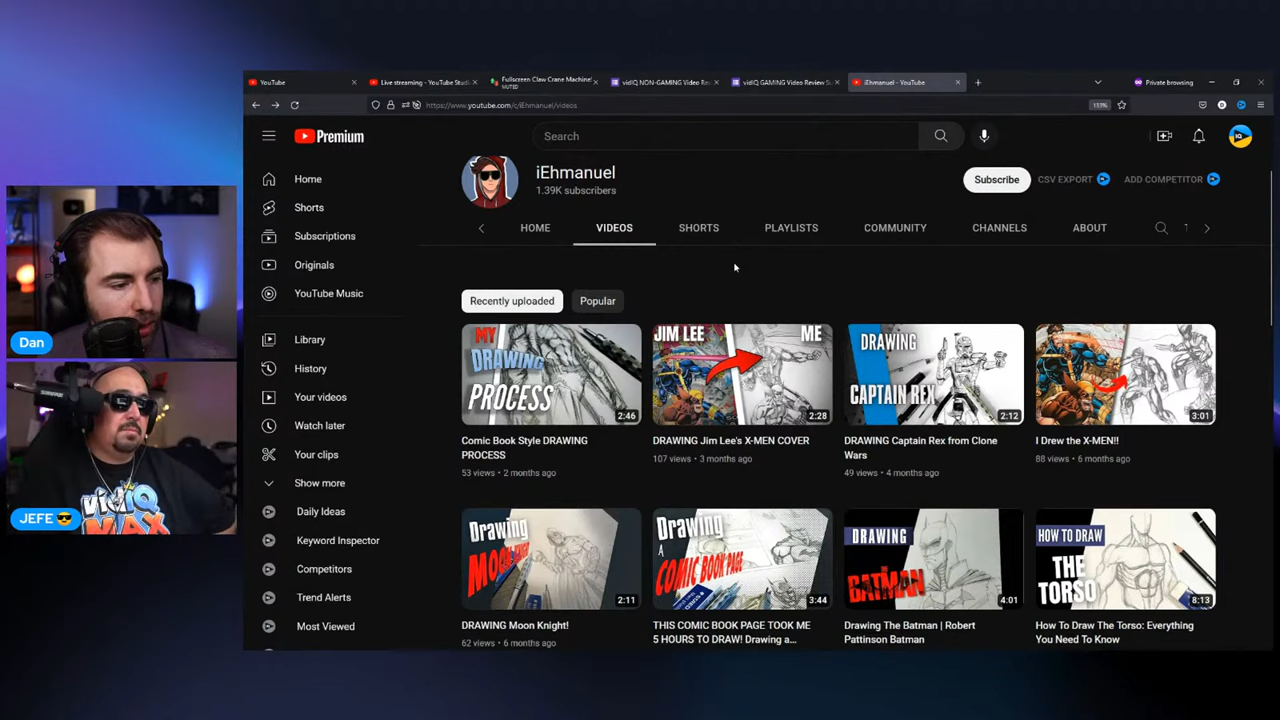 YouTube
Live streaming - YouTube Studi
Fullscreen Claw Crane Machine!
MUTED
vidIQ NON-GAMING Video Re
vidIQ GAMING Video Review S
iEhmanuel - YouTube
Private browsing
https://www.youtube.com/c/iEhmanuel/videos
133%
Premium
Search
IQ
Home
Shorts
Subscriptions
Originals
YouTube Music
Library
History
Your videos
Watch later
Your clips
Show more
Daily Ideas
Keyword Inspector
Competitors
Trend Alerts
Most Viewed
iEhmanuel
1.39K subscribers
Subscribe
CSV EXPORT
ADD COMPETITOR
HOME
VIDEOS
SHORTS
PLAYLISTS
COMMUNITY
CHANNELS
ABOUT
Recently uploaded
Popular
MY
DRAWING
PROCESS
2:46
Comic Book Style DRAWING
PROCESS
53 views • 2 months ago
JIM LEE
ME
2:28
DRAWING Jim Lee's X-MEN COVER
107 views • 3 months ago
DRAWING
CAPTAIN REX
2:12
DRAWING Captain Rex from Clone
Wars
49 views • 4 months ago
3:01
I Drew the X-MEN!!
88 views • 6 months ago
Drawing
MOON KNIGHT
2:11
DRAWING Moon Knight!
62 views • 6 months ago
Drawing
A
COMIC BOOK PAGE
3:44
THIS COMIC BOOK PAGE TOOK ME
5 HOURS TO DRAW! Drawing a...
DRAWING
BATMAN
4:01
Drawing The Batman | Robert
Pattinson Batman
HOW TO DRAW
THE
TORSO
8:13
How To Draw The Torso: Everything
You Need To Know
Dan
vidIQ
MAX
JEFE 😎